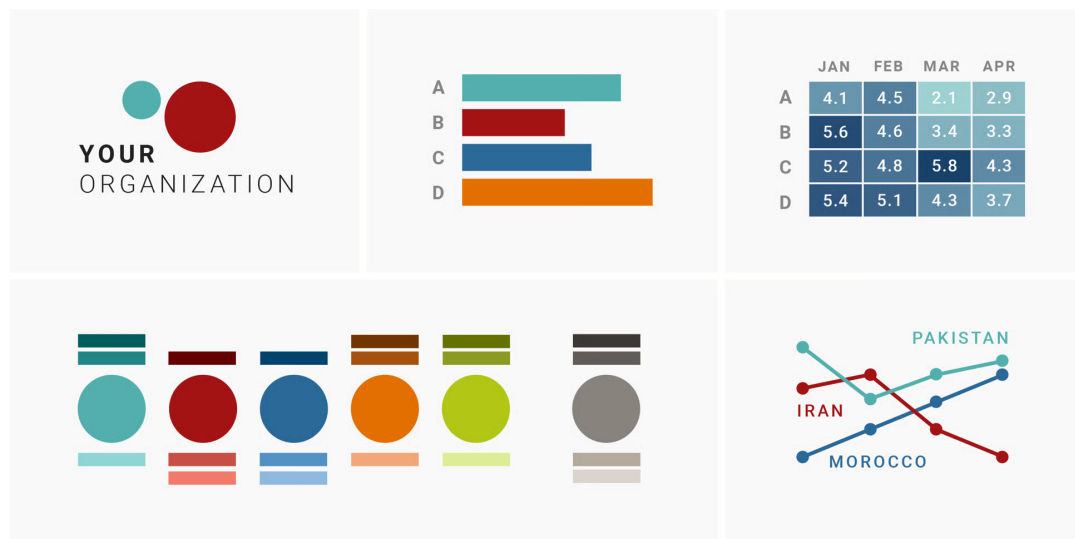 YOUR
ORGANIZATION
A
B
C
D
JAN FEB MAR APR
A 4.1 4.5 2.1 2.9
B 5.6 4.6 3.4 3.3
C 5.2 4.8 5.8 4.3
D 5.4 5.1 4.3 3.7
PAKISTAN
IRAN
MOROCCO